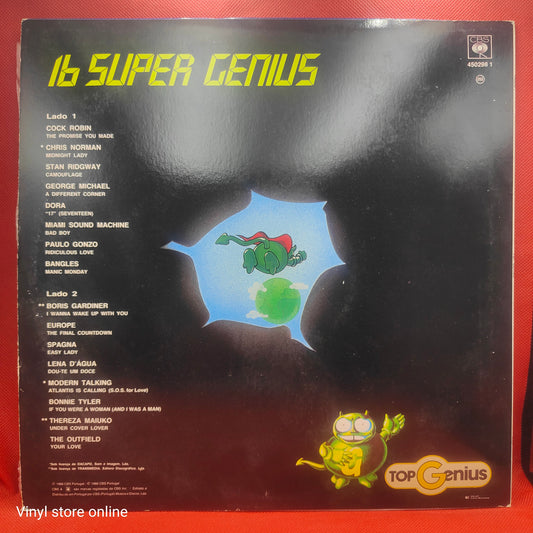 16 SUPER GENIUS
CBS
450298 1
Lado 1
COCK ROBIN
THE PROMISE YOU MADE
* CHRIS NORMAN
MIDNIGHT LADY
STAN RIDGWAY
CAMOUFLAGE
GEORGE MICHAEL
A DIFFERENT CORNER
DORA
"17" (SEVENTEEN)
MIAMI SOUND MACHINE
BAD BOY
PAULO GONZO
RIDICULOUS LOVE
BANGLES
MANIC MONDAY
Lado 2
** BORIS GARDINER
I WANNA WAKE UP WITH YOU
EUROPE
THE FINAL COUNTDOWN
SPAGNA
EASY LADY
LENA D'ÁGUA
DOU-TE UM DOCE
* MODERN TALKING
ATLANTIS IS CALLING (S.O.S. for Love)
BONNIE TYLER
IF YOU WERE A WOMAN (AND I WAS A MAN)
** THEREZA MAIUKO
UNDER COVER LOVER
THE OUTFIELD
YOUR LOVE
TOP Genius
Vinyl store online